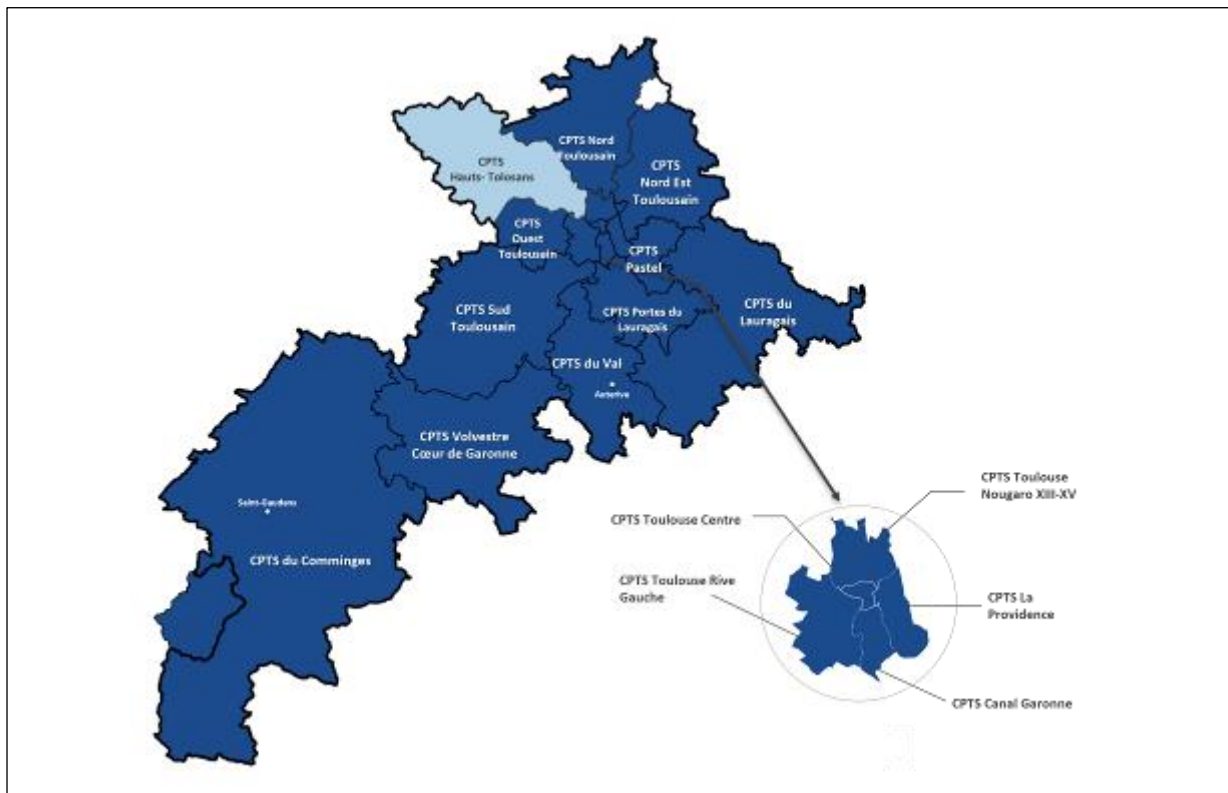 CPTS Nord
Toulousain
CPTS
Hauts- Tolosans
CPTS
Nord Est
Toulousain
CPTS
Ouest
Toulousain
CPTS
Pastel
CPTS Sud
Toulousain
CPTS Portes du
Lauragais
CPTS du
Lauragais
CPTS du Val
Auterive
CPTS Volvestre
Cœur de Garonne
Saint-Gaudens
CPTS du Comminges
CPTS Toulouse
Nougaro XIII-XV
CPTS Toulouse Centre
CPTS Toulouse Rive
Gauche
CPTS La
Providence
CPTS Canal Garonne